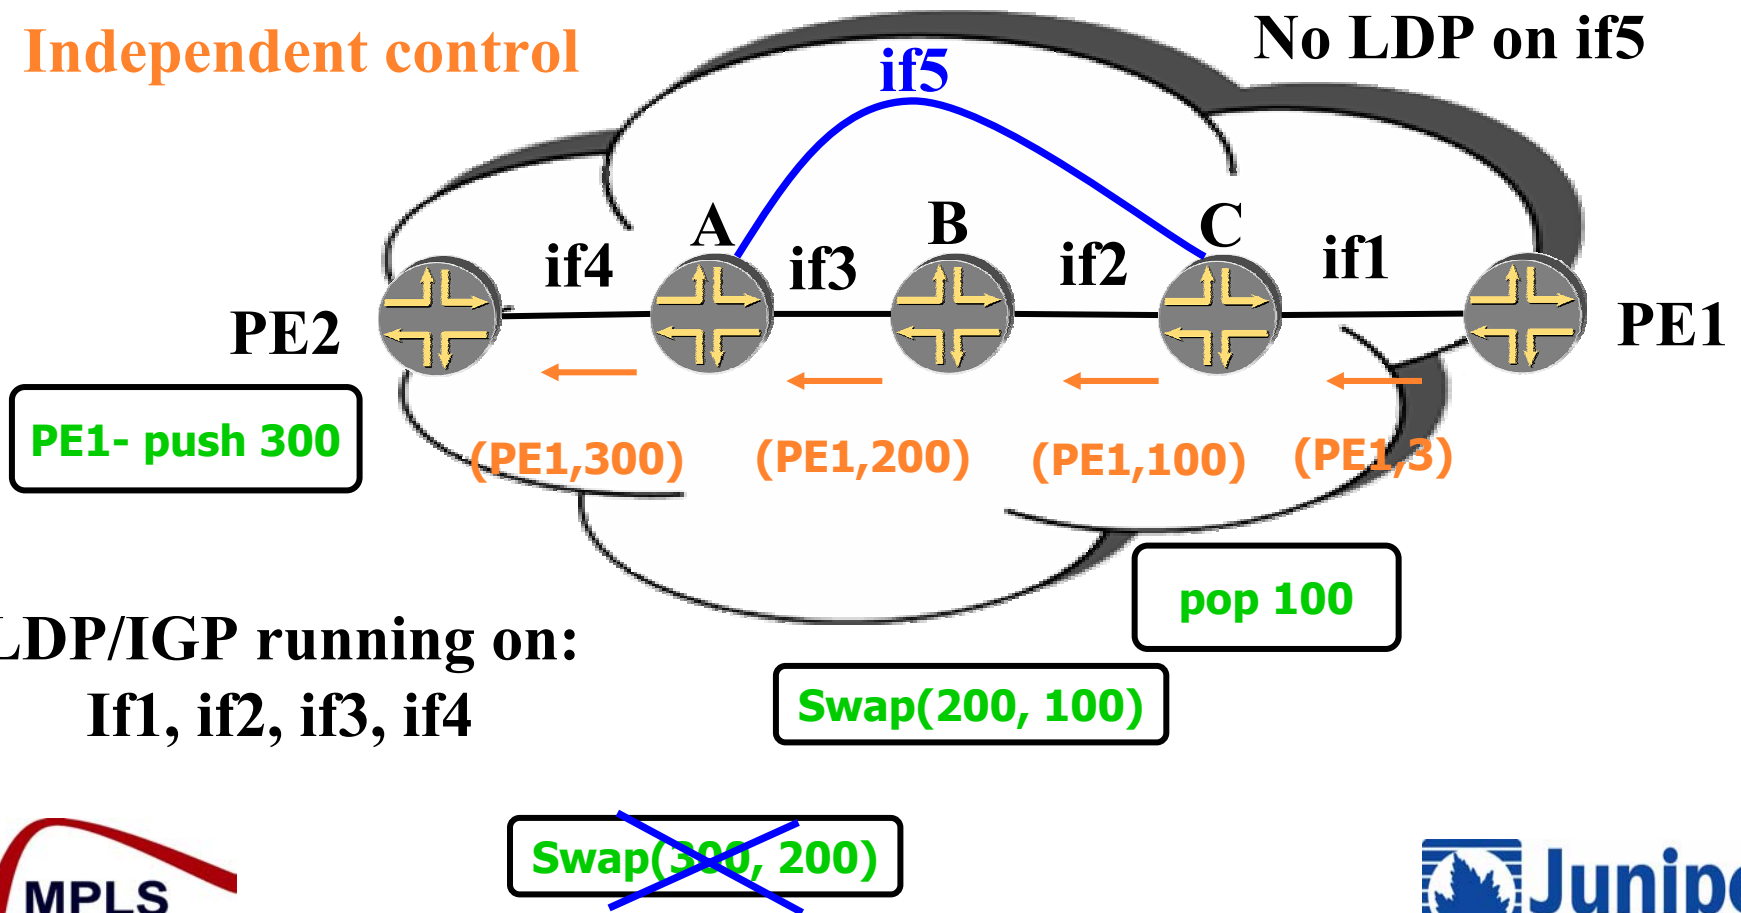 Independent control
No LDP on if5
if5
A
B
C
if4
if3
if2
if1
PE2
PE1
PE1- push 300
(PE1,300)
(PE1,200)
(PE1,100)
(PE1,3)
pop 100
LDP/IGP running on:
If1, if2, if3, if4
Swap(200, 100)
Swap(300, 200)
MPLS